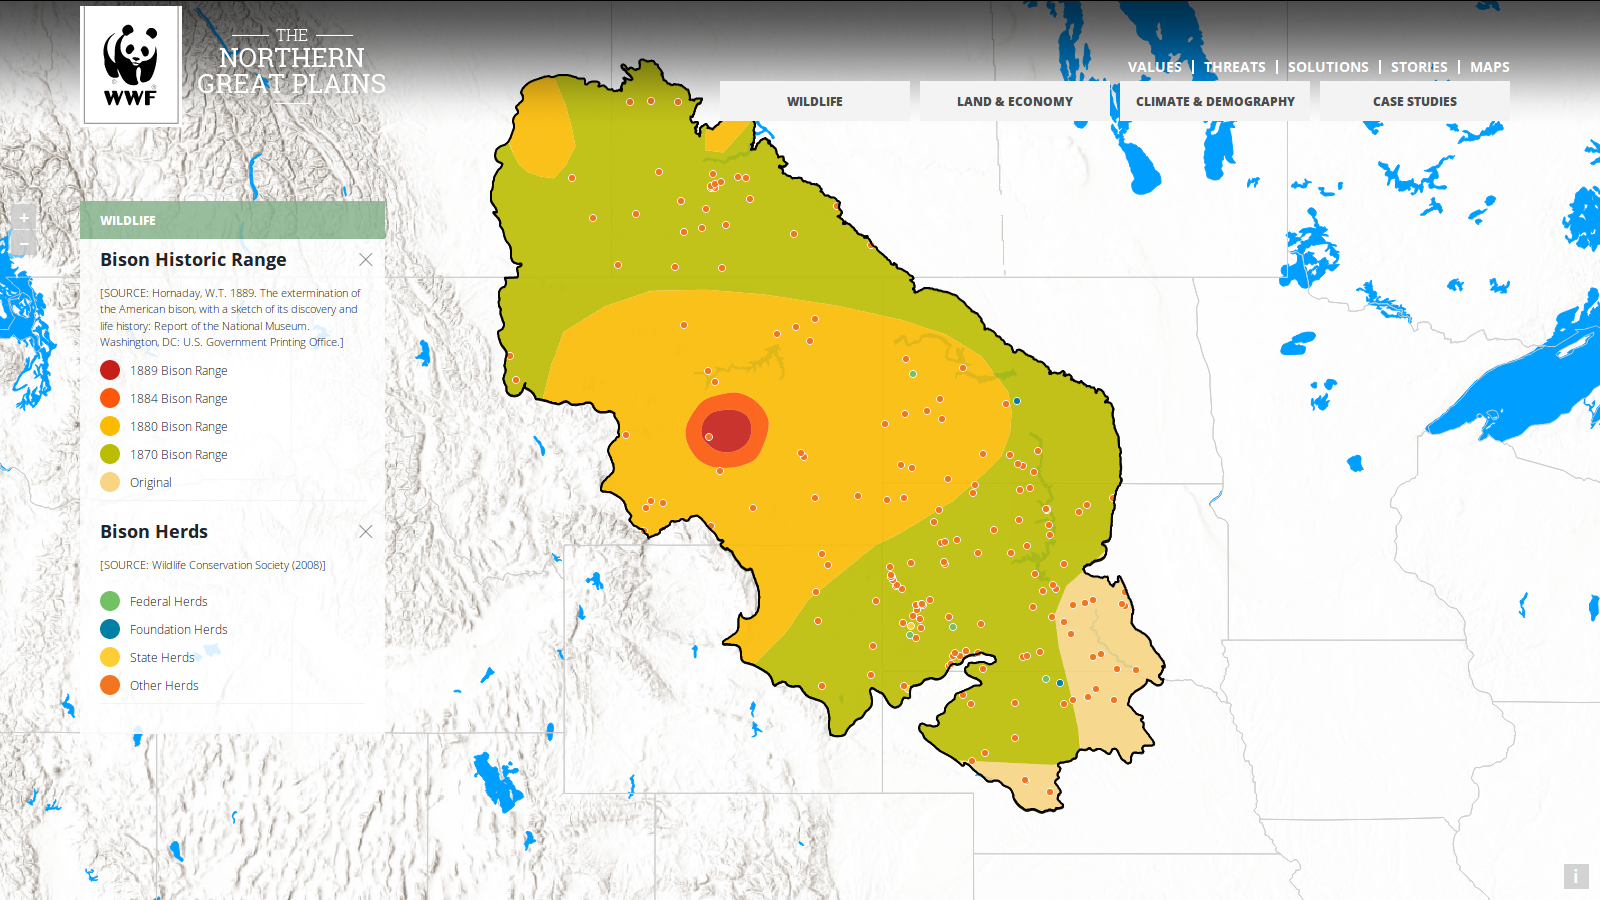 THE
NORTHERN
GREAT PLAINS
WWF
VALUES THREATS SOLUTIONS STORIES MAPS
WILDLIFE LAND & ECONOMY CLIMATE & DEMOGRAPHY CASE STUDIES
+
−
WILDLIFE
Bison Historic Range
[SOURCE: Hornaday, W.T. 1889. The extermination of
the American bison, with a sketch of its discovery and
life history: Report of the National Museum.
Washington, DC: U.S. Government Printing Office.]
1889 Bison Range
1884 Bison Range
1880 Bison Range
1870 Bison Range
Original
Bison Herds
[SOURCE: Wildlife Conservation Society (2008)]
Federal Herds
Foundation Herds
State Herds
Other Herds
i